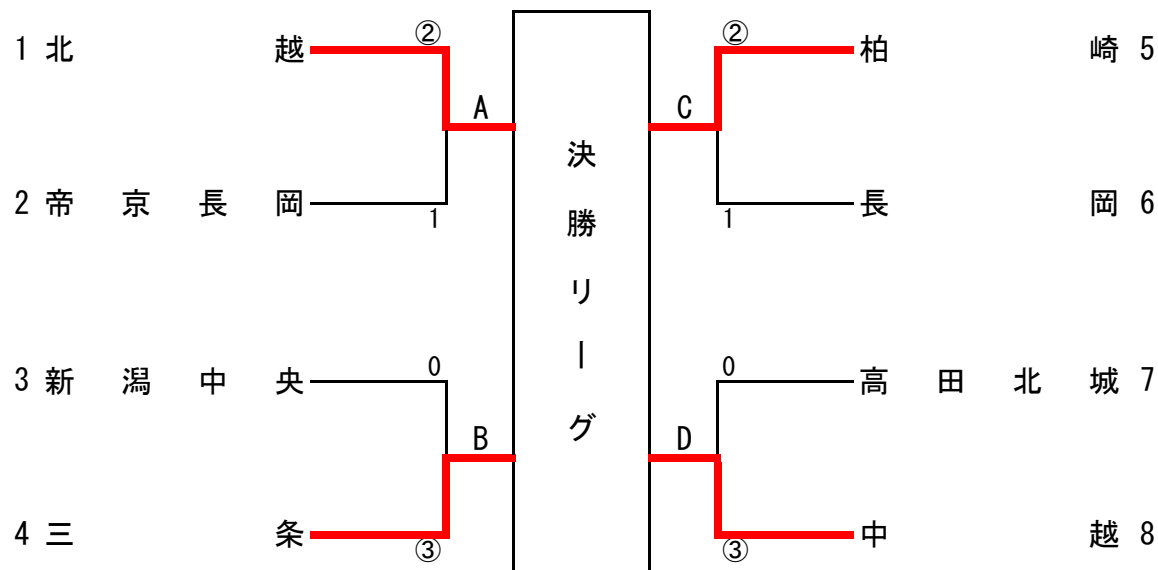 1 北越 ② ② 柏崎 5
A C
2 帝京長岡 1 1 長岡 6
決勝リーグ
3 新潟中央 0 0 高田北城 7
B D
4 三条 ③ ③ 中越 8